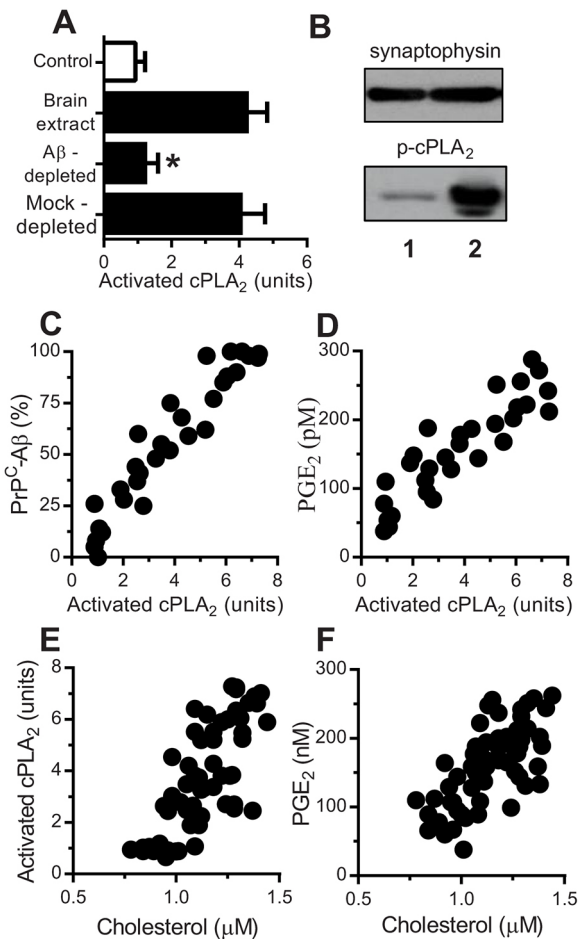 A
Control
Brain
extract
Aβ -
depleted
*
Mock -
depleted
0 2 4 6
Activated cPLA₂ (units)
B
synaptophysin
p-cPLA₂
1 2
C
100
75
50
25
0
PrPᶜ-Aβ (%)
0 2 4 6 8
Activated cPLA₂ (units)
D
300
200
100
0
PGE₂ (pM)
0 2 4 6 8
Activated cPLA₂ (units)
E
8
6
4
2
0
Activated cPLA₂ (units)
0.5 1.0 1.5
Cholesterol (μM)
F
300
200
100
0
PGE₂ (nM)
0.5 1.0 1.5
Cholesterol (μM)